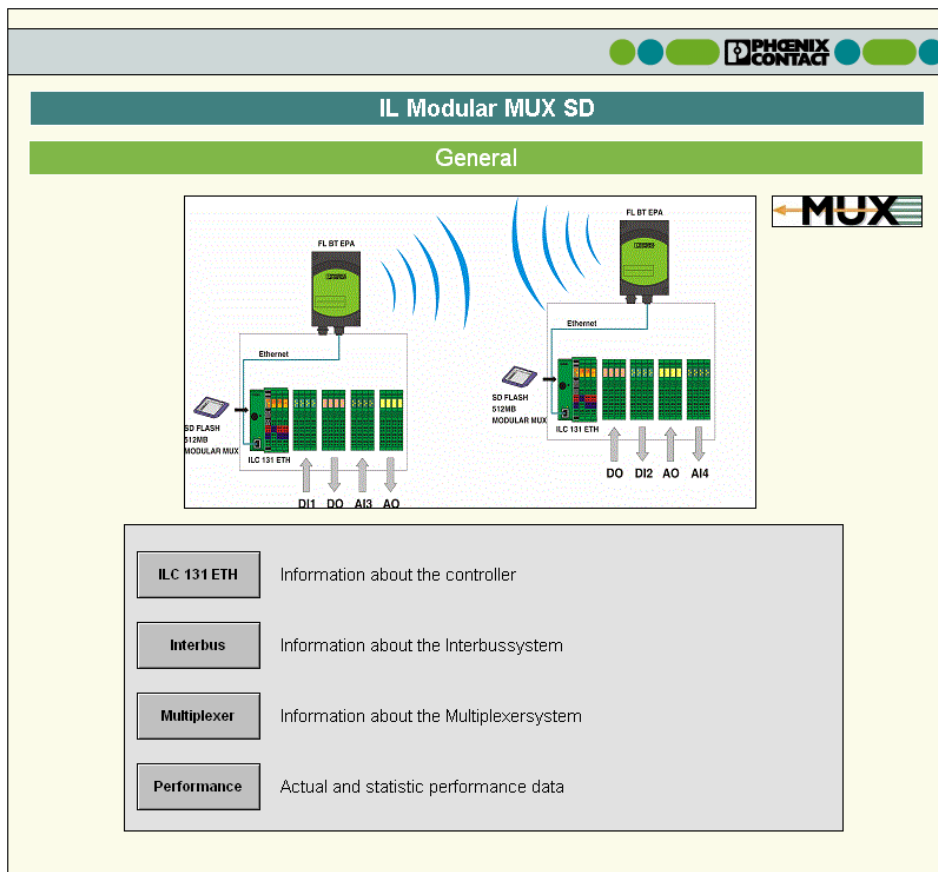 PHŒNIX
CONTACT
IL Modular MUX SD
General
MUX
FL BT EPA
FL BT EPA
Ethernet
Ethernet
SD FLASH
512MB
MODULAR MUX
ILC 131 ETH
SD FLASH
512MB
MODULAR MUX
ILC 131 ETH
DI1 DO AI3 AO
DO DI2 AO AI4
ILC 131 ETH Information about the controller
Interbus Information about the Interbussystem
Multiplexer Information about the Multiplexersystem
Performance Actual and statistic performance data